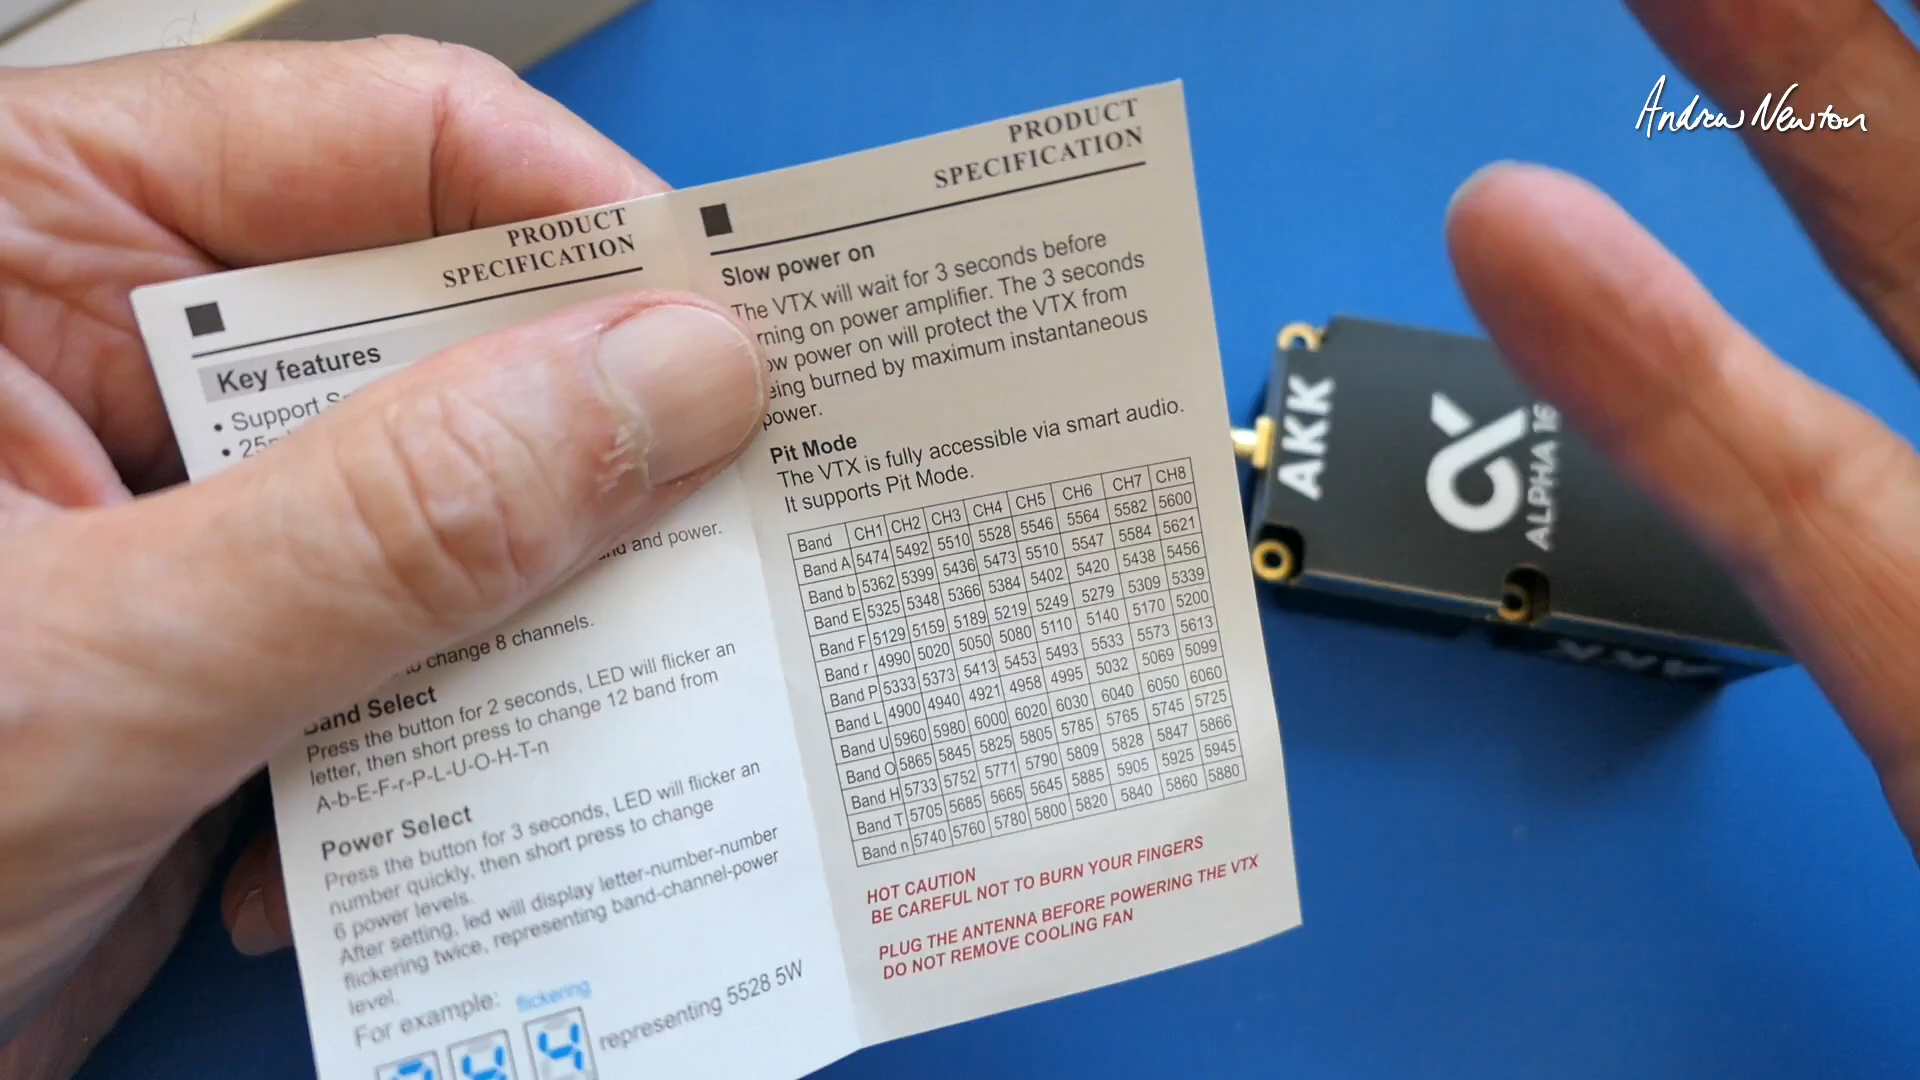 Andrew Newton
PRODUCT
SPECIFICATION
Key features
• Support
• 25
and power.
to change 8 channels.
Band Select
Press the button for 2 seconds, LED will flicker an
letter, then short press to change 12 band from
A-b-E-F-r-P-L-U-O-H-T-n
Power Select
Press the button for 3 seconds, LED will flicker an
number quickly, then short press to change
6 power levels.
After setting, led will display letter-number-number
flickering twice, representing band-channel-power
level.
For example: flickering
representing 5528 5W
PRODUCT
SPECIFICATION
Slow power on
The VTX will wait for 3 seconds before
rning on power amplifier. The 3 seconds
ow power on will protect the VTX from
eing burned by maximum instantaneous
power.
Pit Mode
The VTX is fully accessible via smart audio.
It supports Pit Mode.
Band CH1 CH2 CH3 CH4 CH5 CH6 CH7 CH8
Band A 5474 5492 5510 5528 5546 5564 5582 5600
Band b 5362 5399 5436 5473 5510 5547 5584 5621
Band E 5325 5348 5366 5384 5402 5420 5438 5456
Band F 5129 5159 5189 5219 5249 5279 5309 5339
Band r 4990 5020 5050 5080 5110 5140 5170 5200
Band P 5333 5373 5413 5453 5493 5533 5573 5613
Band L 4900 4940 4921 4958 4995 5032 5069 5099
Band U 5960 5980 6000 6020 6030 6040 6050 6060
Band O 5865 5845 5825 5805 5785 5765 5745 5725
Band H 5733 5752 5771 5790 5809 5828 5847 5866
Band T 5705 5685 5665 5645 5885 5905 5925 5945
Band n 5740 5760 5780 5800 5820 5840 5860 5880
HOT CAUTION
BE CAREFUL NOT TO BURN YOUR FINGERS
PLUG THE ANTENNA BEFORE POWERING THE VTX
DO NOT REMOVE COOLING FAN
AKK
ALPHA 16
AKK